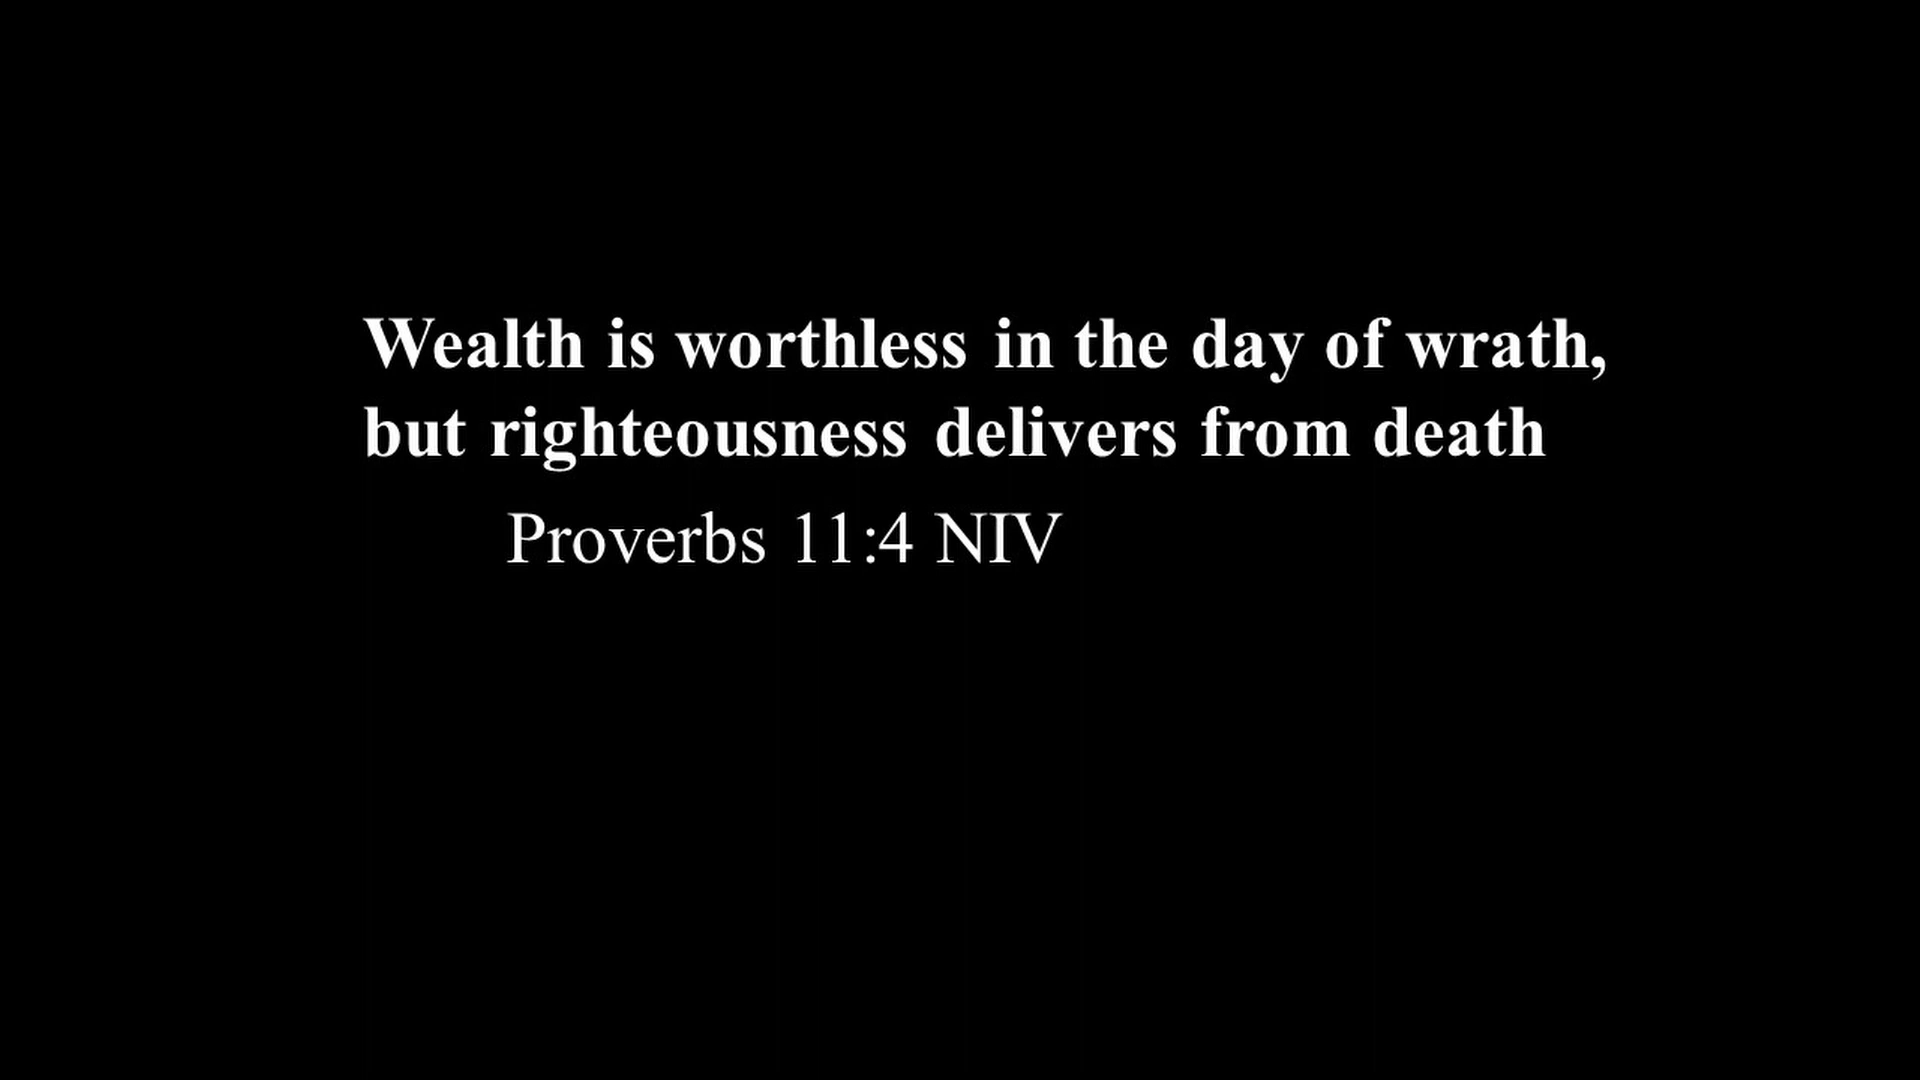 Wealth is worthless in the day of wrath,
but righteousness delivers from death
Proverbs 11:4 NIV